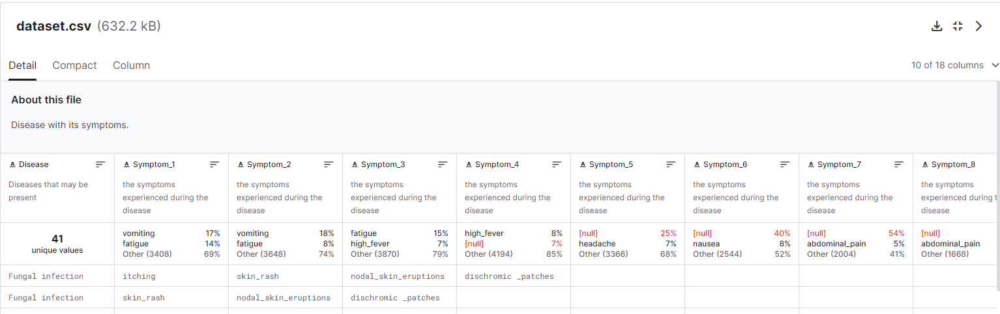 dataset.csv (632.2 kB)
Detail Compact Column
10 of 18 columns
About this file
Disease with its symptoms.
Disease
Symptom_1
Symptom_2
Symptom_3
Symptom_4
Symptom_5
Symptom_6
Symptom_7
Symptom_8
Diseases that may be
present
the symptoms
experienced during the
disease
the symptoms
experienced during the
disease
the symptoms
experienced during the
disease
the symptoms
experienced during the
disease
the symptoms
experienced during the
disease
the symptoms
experienced during the
disease
the symptoms
experienced during the
disease
the symptoms
experienced during t
disease
41
unique values
vomiting 17%
fatigue 14%
Other (3408) 69%
vomiting 18%
fatigue 8%
Other (3648) 74%
fatigue 15%
high_fever 7%
Other (3870) 79%
high_fever 8%
[null] 7%
Other (4194) 85%
[null] 25%
headache 7%
Other (3366) 68%
[null] 40%
nausea 8%
Other (2544) 52%
[null] 54%
abdominal_pain 5%
Other (2004) 41%
[null]
abdominal_pain
Other (1668)
Fungal infection itching skin_rash nodal_skin_eruptions dischromic _patches
Fungal infection skin_rash nodal_skin_eruptions dischromic _patches